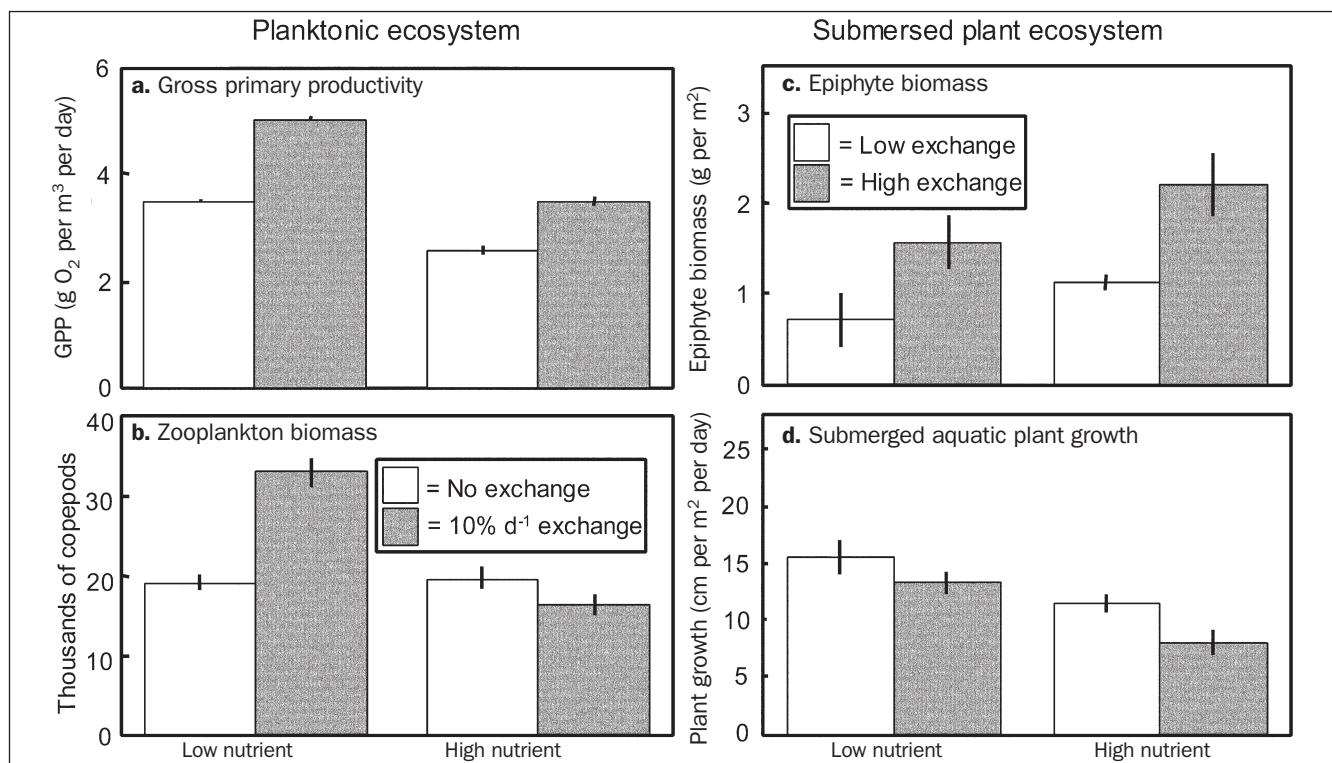 Planktonic ecosystem
Submersed plant ecosystem
a. Gross primary productivity
GPP (g O₂ per m³ per day)
6
4
2
0
b. Zooplankton biomass
Thousands of copepods
40
30
20
10
0
= No exchange
= 10% d⁻¹ exchange
Low nutrient
High nutrient
c. Epiphyte biomass
Epiphyte biomass (g per m²)
3
2
1
0
= Low exchange
= High exchange
d. Submerged aquatic plant growth
Plant growth (cm per m² per day)
25
20
15
10
5
0
Low nutrient
High nutrient